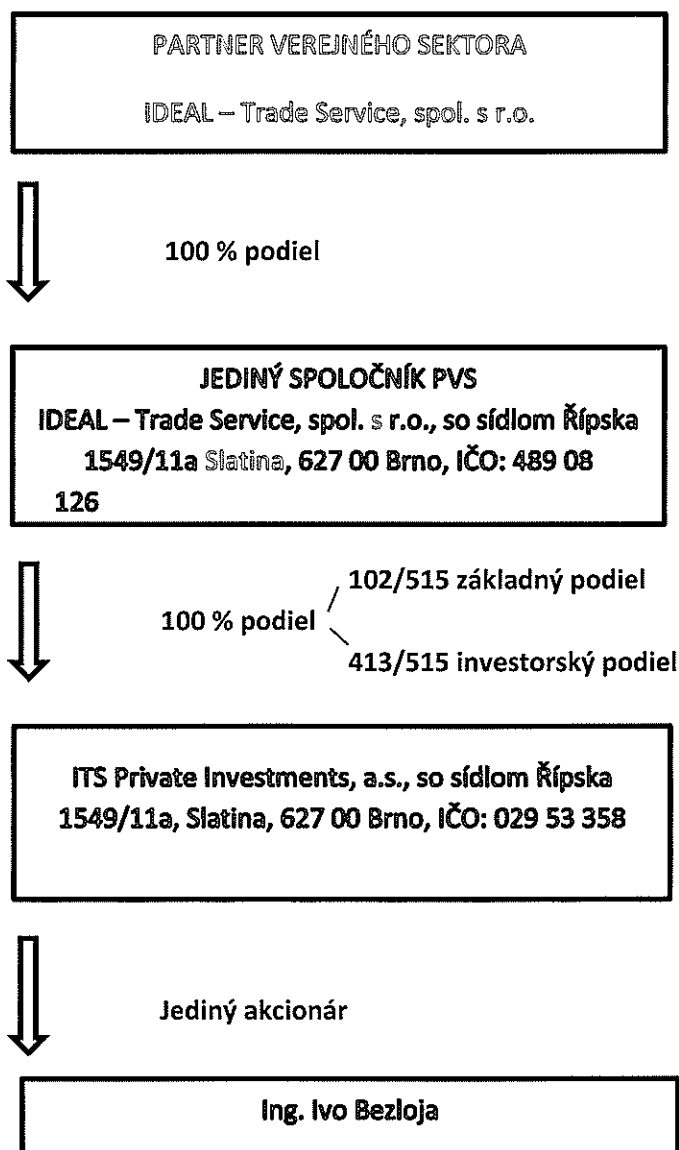 PARTNER VEREJNÉHO SEKTORA
IDEAL – Trade Service, spol. s r.o.
100 % podiel
JEDINÝ SPOLOČNÍK PVS
IDEAL – Trade Service, spol. s r.o., so sídlom Řípska
1549/11a Slatina, 627 00 Brno, IČO: 489 08
126
102/515 základný podiel
100 % podiel
413/515 investorský podiel
ITS Private Investments, a.s., so sídlom Řípska
1549/11a, Slatina, 627 00 Brno, IČO: 029 53 358
Jediný akcionár
Ing. Ivo Bezloja